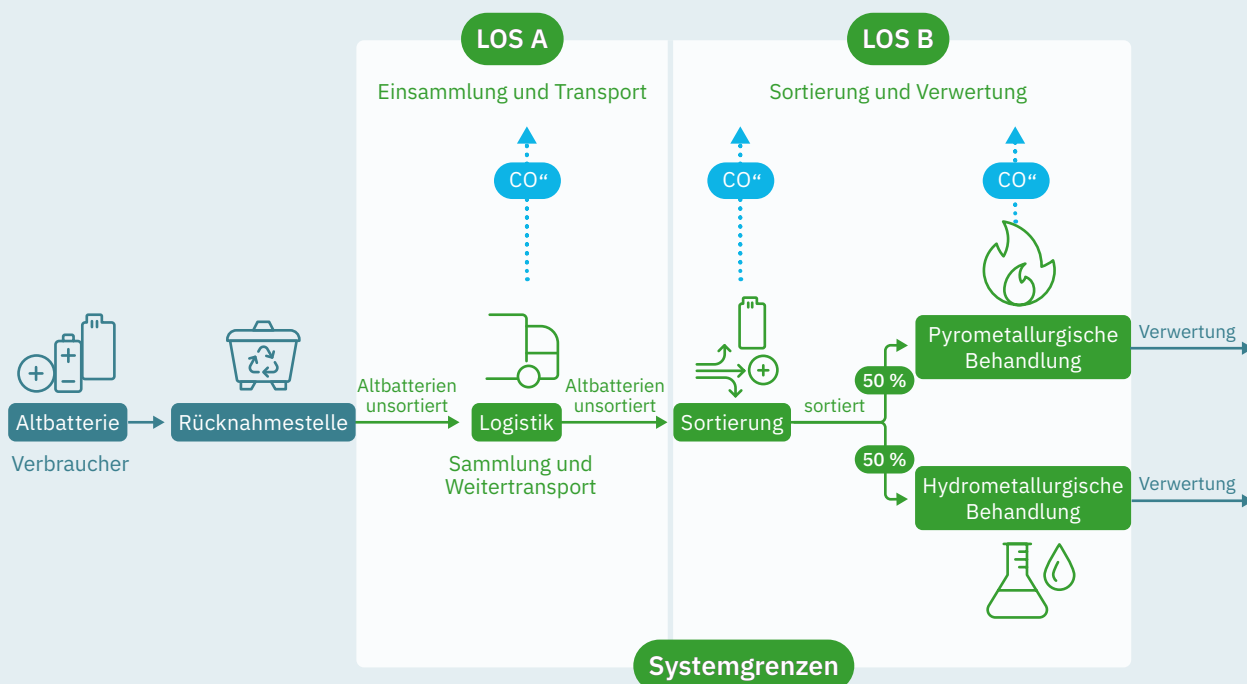 LOS A
LOS B
Einsammlung und Transport
Sortierung und Verwertung
CO“
CO“
CO“
Altbatterie
Verbraucher
Rücknahmestelle
Altbatterien
unsortiert
Logistik
Sammlung und
Weitertransport
Altbatterien
unsortiert
Sortierung
sortiert
50 %
50 %
Pyrometallurgische
Behandlung
Verwertung
Hydrometallurgische
Behandlung
Verwertung
Systemgrenzen